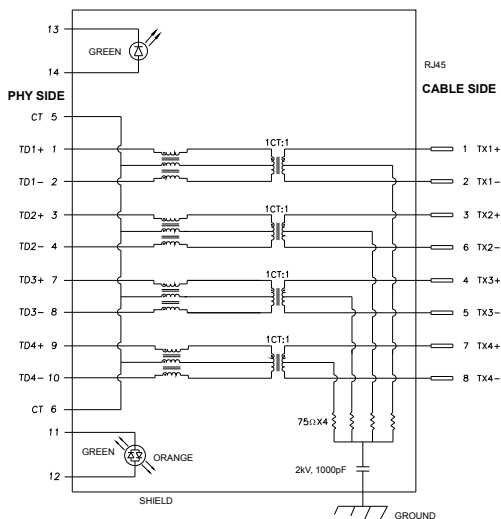 13
GREEN
14
RJ45
PHY SIDE
CABLE SIDE
CT 5
1CT:1
TD1+ 1
1 TX1+
TD1- 2
2 TX1-
1CT:1
TD2+ 3
3 TX2+
TD2- 4
6 TX2-
1CT:1
TD3+ 7
4 TX3+
TD3- 8
5 TX3-
1CT:1
TD4+ 9
7 TX4+
TD4- 10
8 TX4-
CT 6
75ΩX4
11
GREEN
ORANGE
12
2kV, 1000pF
SHIELD
GROUND